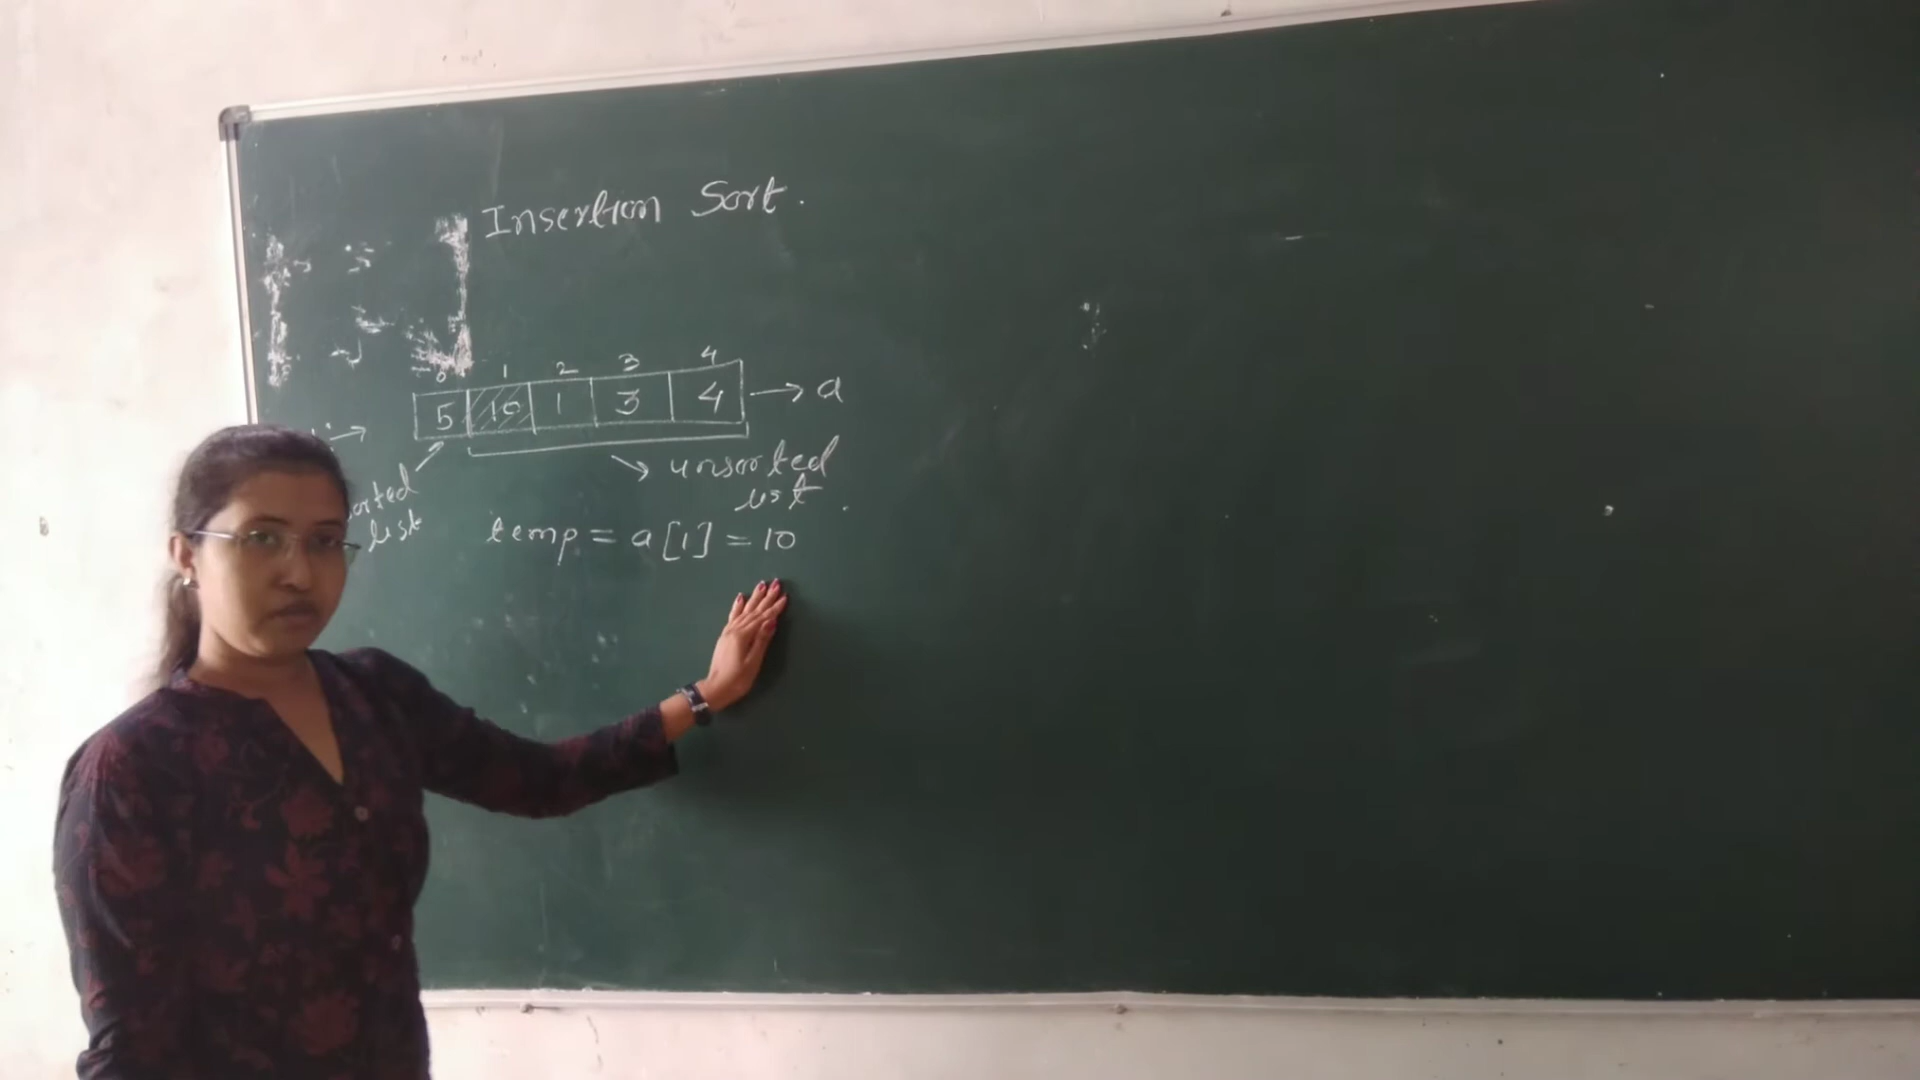 Insertion Sort.
0 1 2 3 4
5 10 1 3 4 → a
→ unsorted
list.
list
temp = a[1] = 10